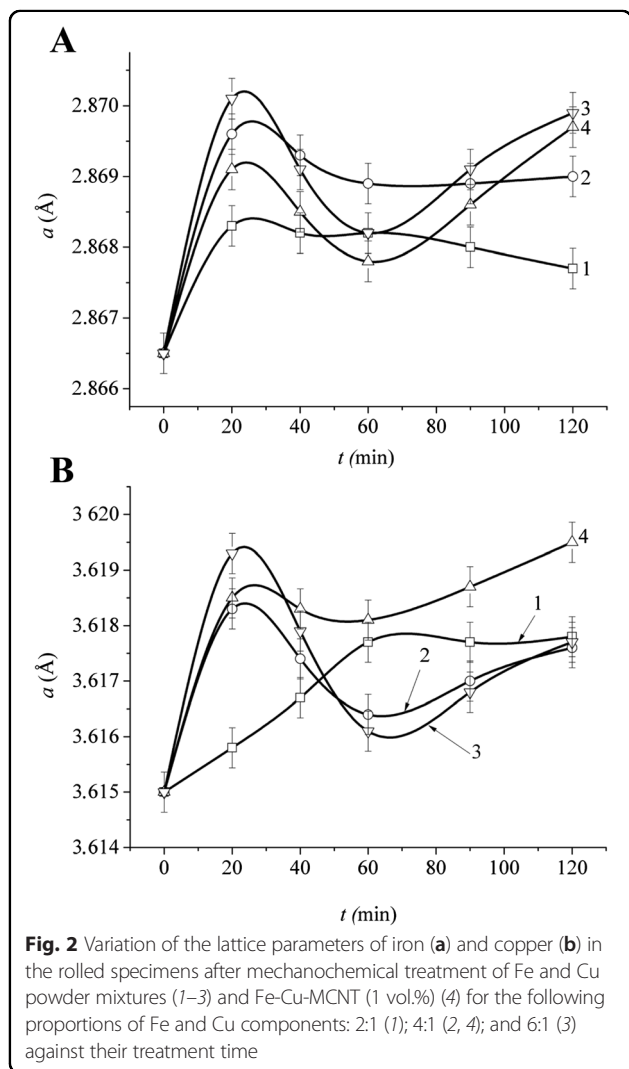 A
2.870
2.869
2.868
2.867
2.866
a (Å)
3
4
2
1
0 20 40 60 80 100 120
t (min)
B
3 620
3.619
3.618
3.617
3.616
3.615
3.614
a (Å)
4
1
2
3
0 20 40 60 80 100 120
t (min)
Fig. 2 Variation of the lattice parameters of iron (a) and copper (b) in
the rolled specimens after mechanochemical treatment of Fe and Cu
powder mixtures (1–3) and Fe-Cu-MCNT (1 vol.%) (4) for the following
proportions of Fe and Cu components: 2:1 (1); 4:1 (2, 4); and 6:1 (3)
against their treatment time